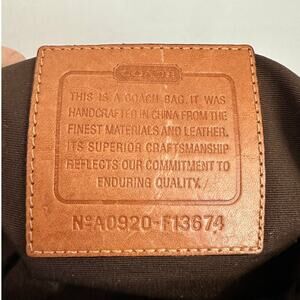 COACH
THIS IS A COACH BAG. IT WAS
HANDCRAFTED IN CHINA FROM THE
FINEST MATERIALS AND LEATHER.
ITS SUPERIOR CRAFTSMANSHIP
REFLECTS OUR COMMITMENT TO
ENDURING QUALITY.
Nº A0920-F13674